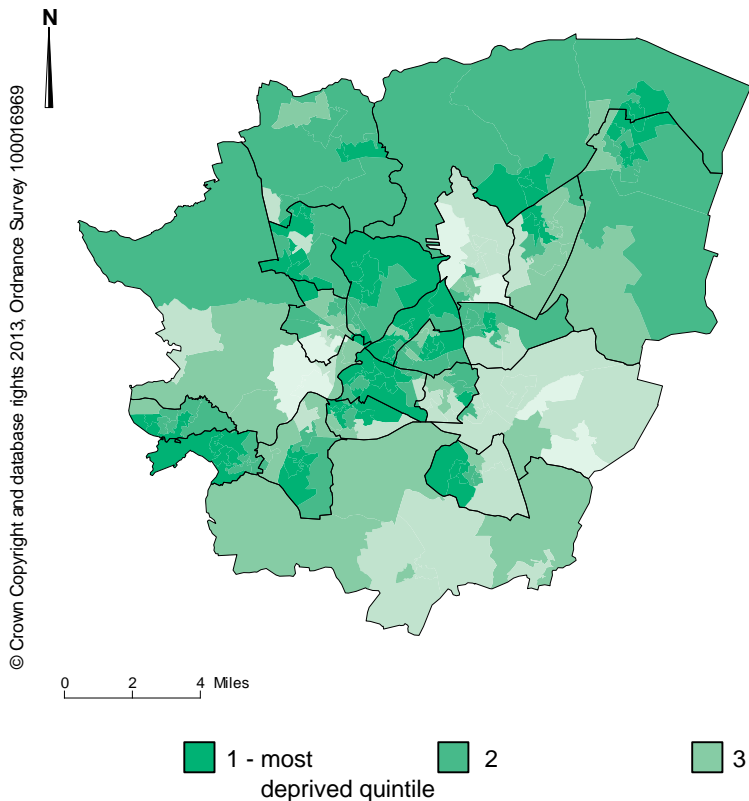 N
© Crown Copyright and database rights 2013, Ordnance Survey 100016969
0 2 4 Miles
1 - most 2 3
deprived quintile